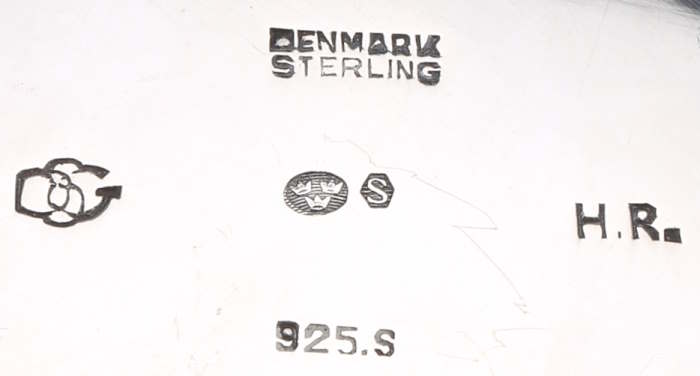 DENMARK
STERLING
S
H.R.
925.S